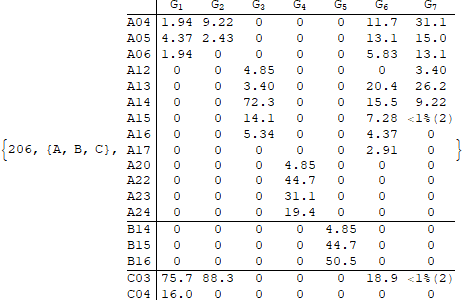 G1 G2 G3 G4 G5 G6 G7
A04 1.94 9.22 0 0 0 11.7 31.1
A05 4.37 2.43 0 0 0 13.1 15.0
A06 1.94 0 0 0 0 5.83 13.1
A12 0 0 4.85 0 0 0 3.40
A13 0 0 3.40 0 0 20.4 26.2
A14 0 0 72.3 0 0 15.5 9.22
A15 0 0 14.1 0 0 7.28 <1%(2)
A16 0 0 5.34 0 0 4.37 0
{206, {A, B, C}, A17 0 0 0 0 0 2.91 0 }
A20 0 0 0 4.85 0 0 0
A22 0 0 0 44.7 0 0 0
A23 0 0 0 31.1 0 0 0
A24 0 0 0 19.4 0 0 0
B14 0 0 0 0 4.85 0 0
B15 0 0 0 0 44.7 0 0
B16 0 0 0 0 50.5 0 0
C03 75.7 88.3 0 0 0 18.9 <1%(2)
C04 16.0 0 0 0 0 0 0